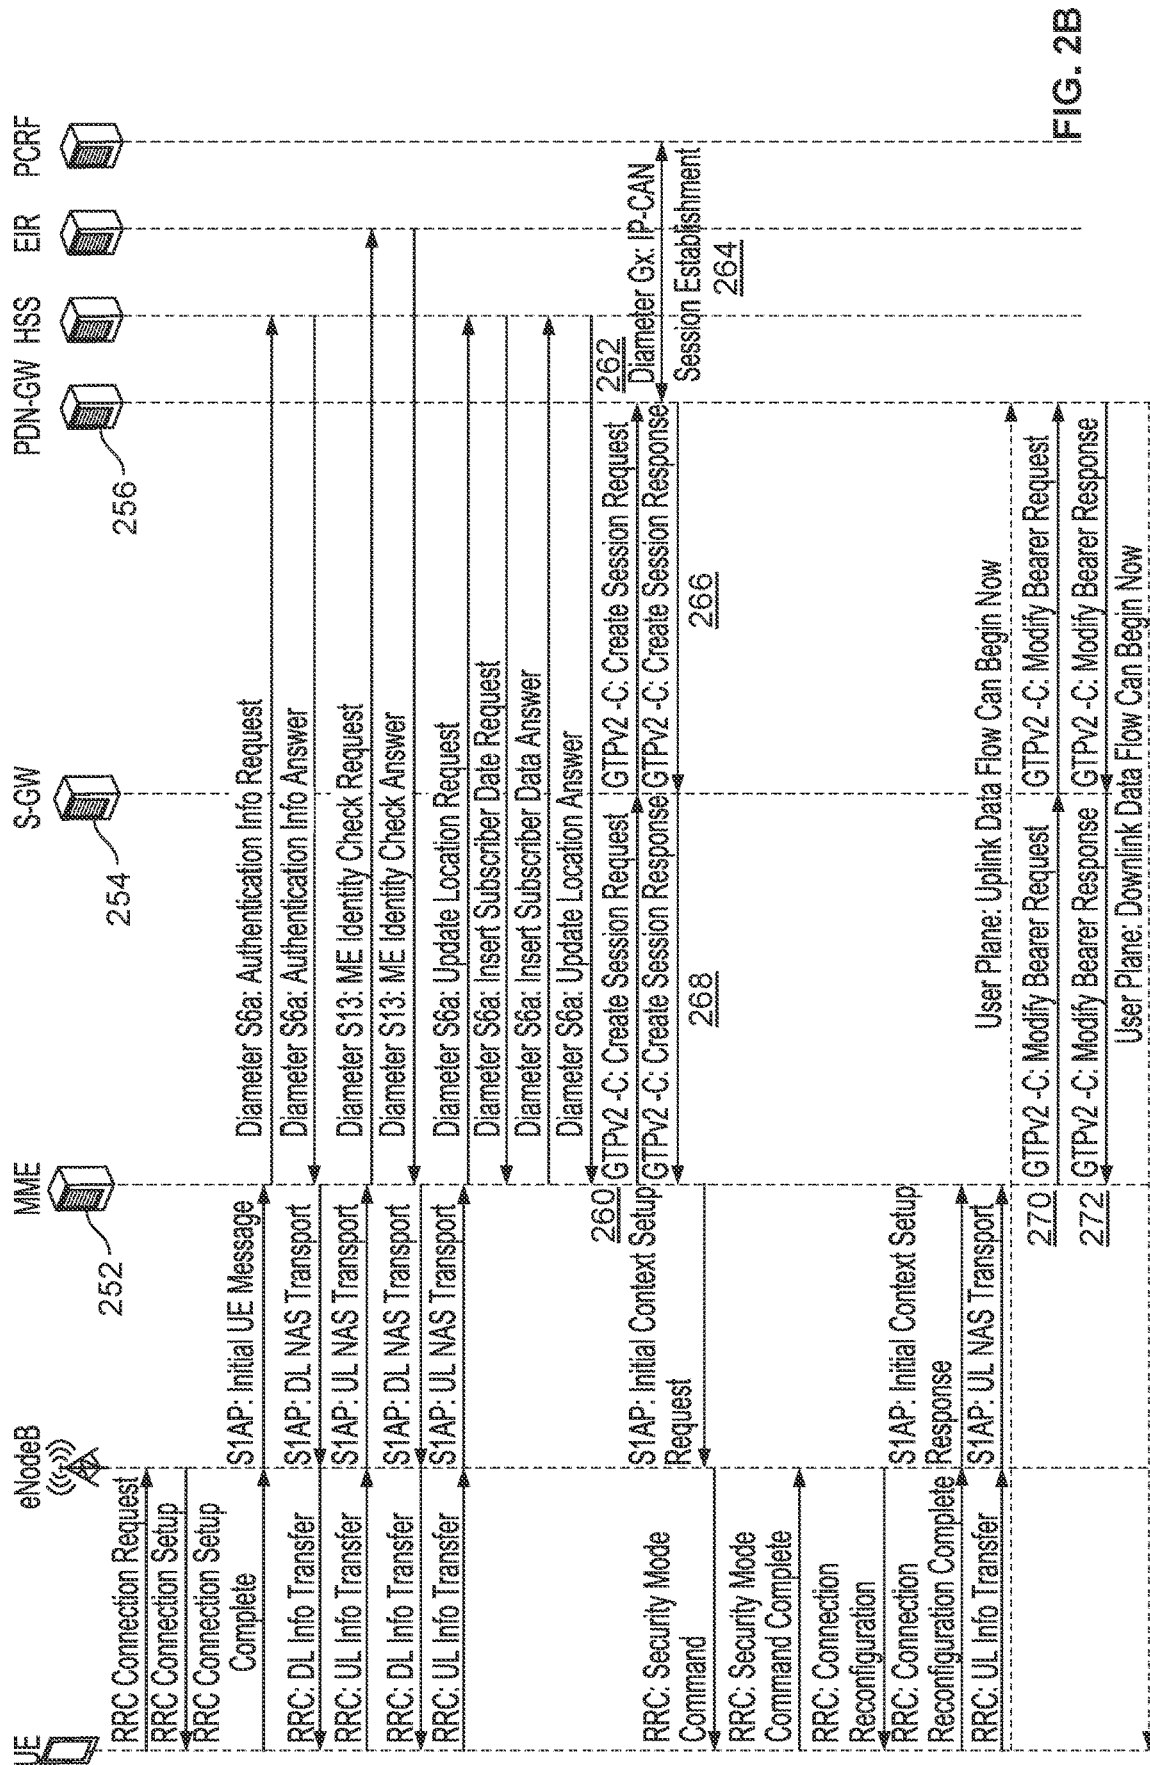 UE
eNodeB
MME
S-GW
PDN-GW
HSS
EIR
PCRF
252
254
256
RRC Connection Request
RRC Connection Setup
RRC Connection Setup
Complete
S1AP: Initial UE Message
Diameter S6a: Authentication Info Request
Diameter S6a: Authentication Info Answer
RRC: DL Info Transfer
S1AP: DL NAS Transport
RRC: UL Info Transfer
S1AP: UL NAS Transport
Diameter S13: ME Identity Check Request
Diameter S13: ME Identity Check Answer
RRC: DL Info Transfer
S1AP: DL NAS Transport
RRC: UL Info Transfer
S1AP: UL NAS Transport
Diameter S6a: Update Location Request
Diameter S6a: Insert Subscriber Date Request
Diameter S6a: Insert Subscriber Data Answer
Diameter S6a: Update Location Answer
260
GTPv2 -C: Create Session Request
GTPv2 -C: Create Session Request
262
GTPv2 -C: Create Session Response
GTPv2 -C: Create Session Response
Diameter Gx: IP-CAN
Session Establishment
264
266
268
S1AP: Initial Context Setup
Request
RRC: Security Mode
Command
RRC: Security Mode
Command Complete
RRC: Connection
Reconfiguration
RRC: Connection
Reconfiguration Complete
S1AP: Initial Context Setup
Response
RRC: UL Info Transfer
S1AP: UL NAS Transport
User Plane: Uplink Data Flow Can Begin Now
270
GTPv2 -C: Modify Bearer Request
GTPv2 -C: Modify Bearer Request
272
GTPv2 -C: Modify Bearer Response
GTPv2 -C: Modify Bearer Response
User Plane: Downlink Data Flow Can Begin Now
FIG. 2B